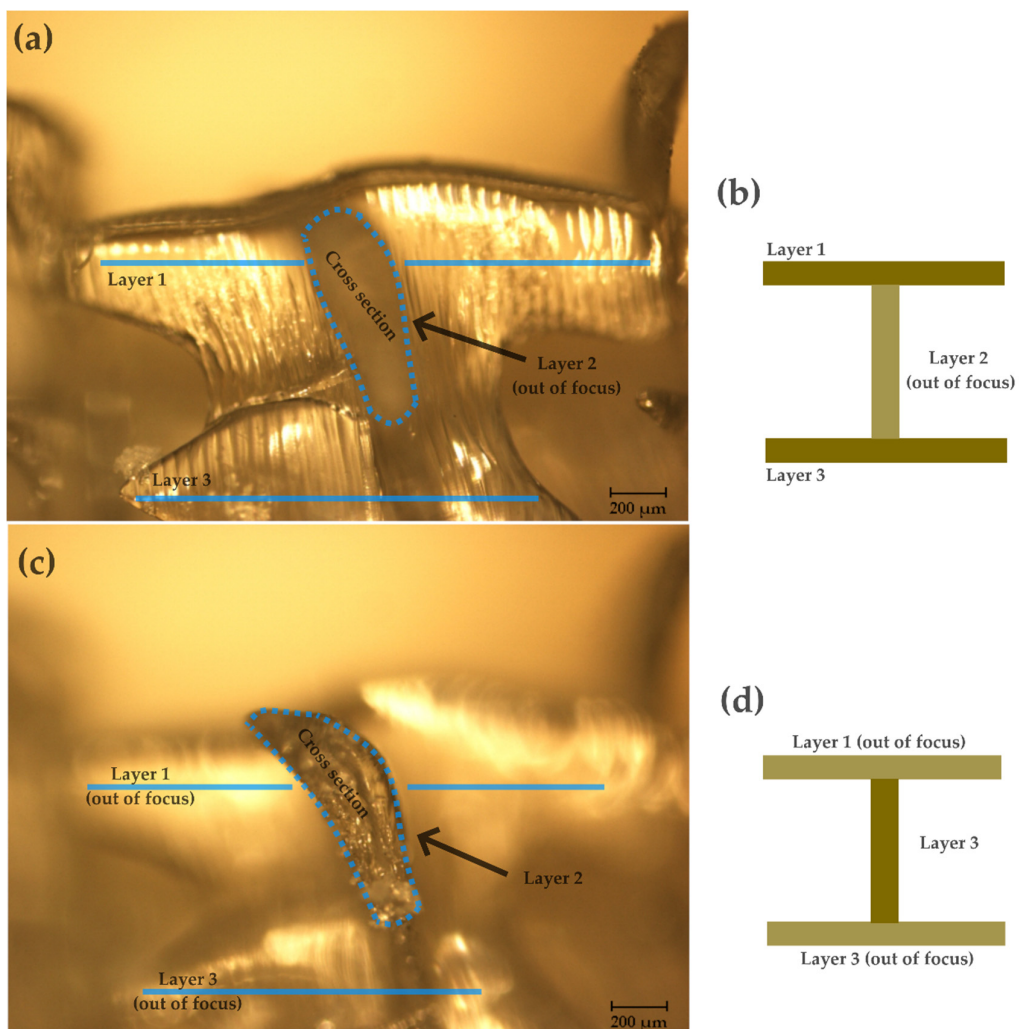 (a)
Cross section
Layer 1
Layer 2
(out of focus)
Layer 3
200 µm
(b)
Layer 1
Layer 2
(out of focus)
Layer 3
(c)
Cross section
Layer 1
(out of focus)
Layer 2
Layer 3
(out of focus)
200 µm
(d)
Layer 1 (out of focus)
Layer 3
Layer 3 (out of focus)